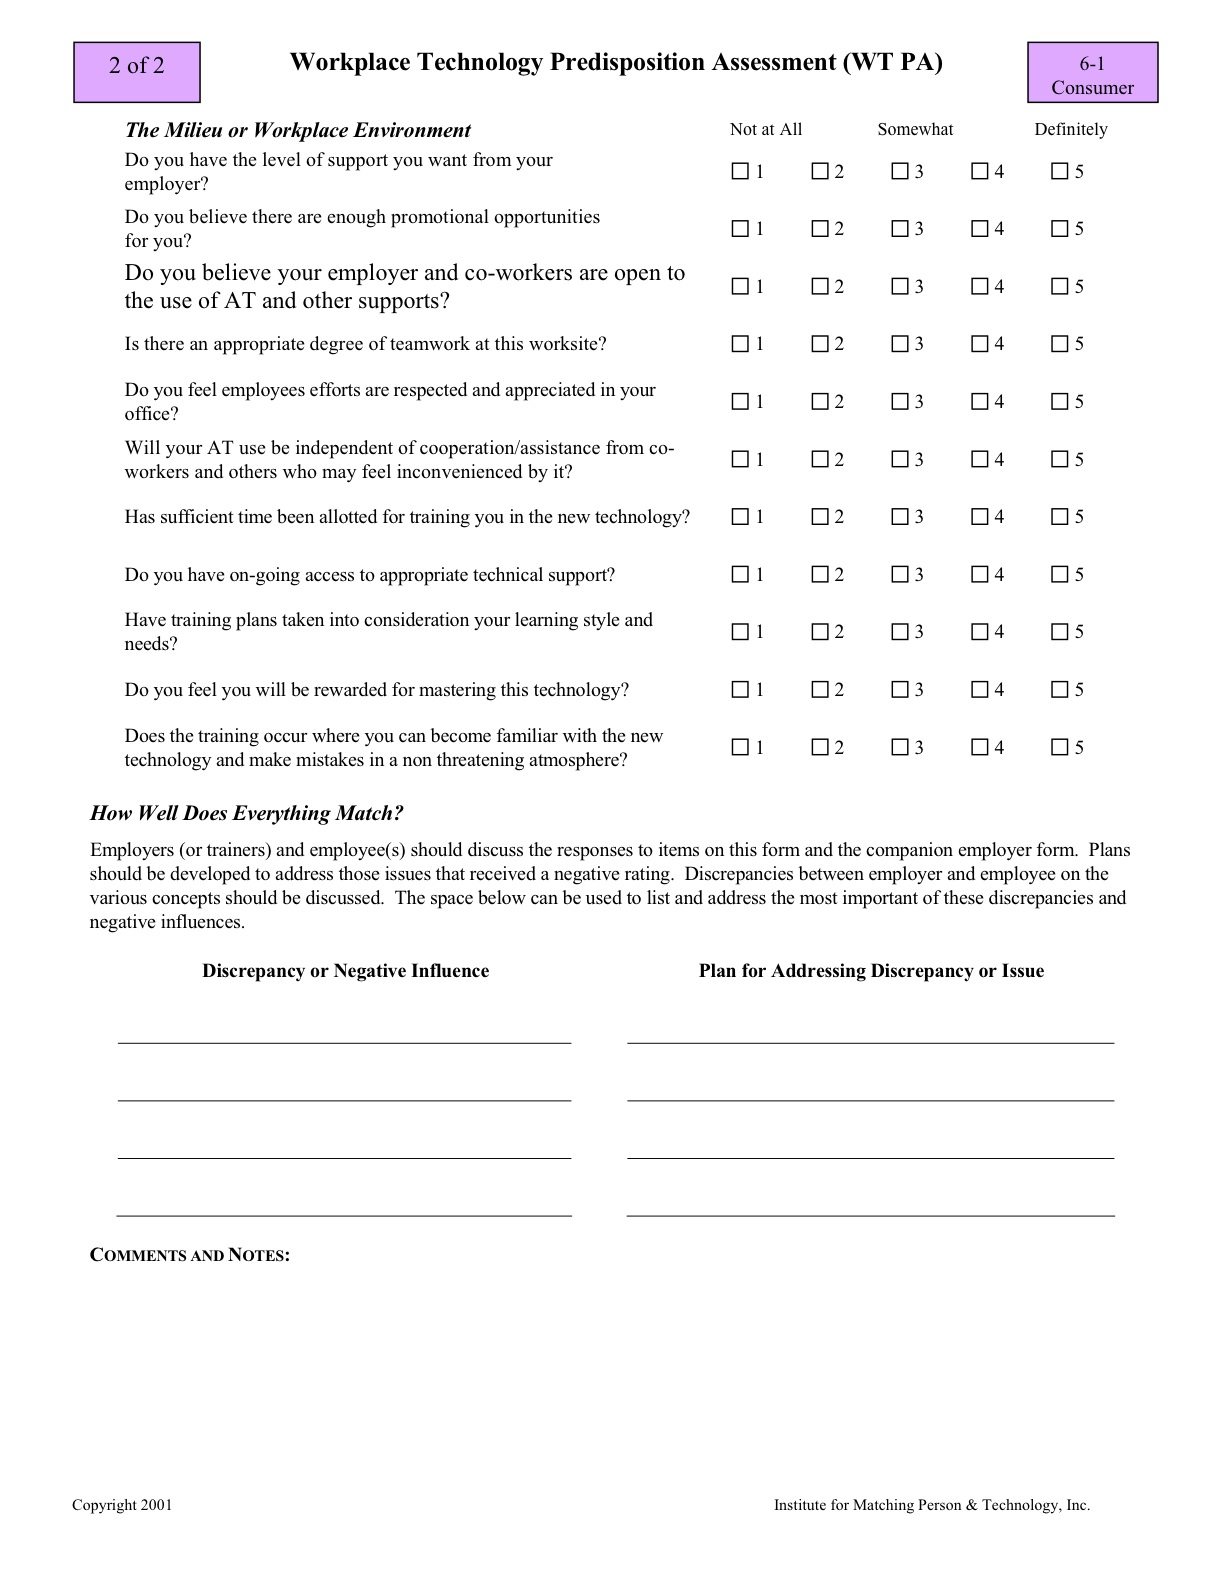 2 of 2
Workplace Technology Predisposition Assessment (WT PA)
6-1
Consumer
The Milieu or Workplace Environment
Not at All Somewhat Definitely
Do you have the level of support you want from your
employer?
☐ 1 ☐ 2 ☐ 3 ☐ 4 ☐ 5
Do you believe there are enough promotional opportunities
for you?
☐ 1 ☐ 2 ☐ 3 ☐ 4 ☐ 5
Do you believe your employer and co-workers are open to
the use of AT and other supports?
☐ 1 ☐ 2 ☐ 3 ☐ 4 ☐ 5
Is there an appropriate degree of teamwork at this worksite?
☐ 1 ☐ 2 ☐ 3 ☐ 4 ☐ 5
Do you feel employees efforts are respected and appreciated in your
office?
☐ 1 ☐ 2 ☐ 3 ☐ 4 ☐ 5
Will your AT use be independent of cooperation/assistance from co-
workers and others who may feel inconvenienced by it?
☐ 1 ☐ 2 ☐ 3 ☐ 4 ☐ 5
Has sufficient time been allotted for training you in the new technology?
☐ 1 ☐ 2 ☐ 3 ☐ 4 ☐ 5
Do you have on-going access to appropriate technical support?
☐ 1 ☐ 2 ☐ 3 ☐ 4 ☐ 5
Have training plans taken into consideration your learning style and
needs?
☐ 1 ☐ 2 ☐ 3 ☐ 4 ☐ 5
Do you feel you will be rewarded for mastering this technology?
☐ 1 ☐ 2 ☐ 3 ☐ 4 ☐ 5
Does the training occur where you can become familiar with the new
technology and make mistakes in a non threatening atmosphere?
☐ 1 ☐ 2 ☐ 3 ☐ 4 ☐ 5
How Well Does Everything Match?
Employers (or trainers) and employee(s) should discuss the responses to items on this form and the companion employer form. Plans
should be developed to address those issues that received a negative rating. Discrepancies between employer and employee on the
various concepts should be discussed. The space below can be used to list and address the most important of these discrepancies and
negative influences.
Discrepancy or Negative Influence
Plan for Addressing Discrepancy or Issue
COMMENTS AND NOTES:
Copyright 2001
Institute for Matching Person & Technology, Inc.